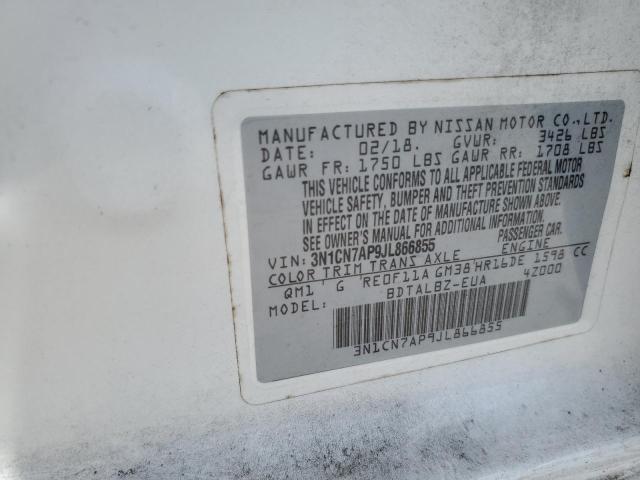 MANUFACTURED BY NISSAN MOTOR CO.,LTD.
DATE: 02/18. GVWR: 3426 LBS
GAWR FR: 1750 LBS GAWR RR: 1708 LBS
THIS VEHICLE CONFORMS TO ALL APPLICABLE FEDERAL MOTOR
VEHICLE SAFETY, BUMPER AND THEFT PREVENTION STANDARDS
IN EFFECT ON THE DATE OF MANUFACTURE SHOWN ABOVE.
SEE OWNER'S MANUAL FOR ADDITIONAL INFORMATION.
VIN: 3N1CN7AP9JL866855 PASSENGER CAR.
COLOR TRIM TRANS AXLE ENGINE
QM1 G RE0F11A GM38 HR16DE 1598 CC
MODEL: BDTALBZ-EUA 4Z000
3N1CN7AP9JL866855